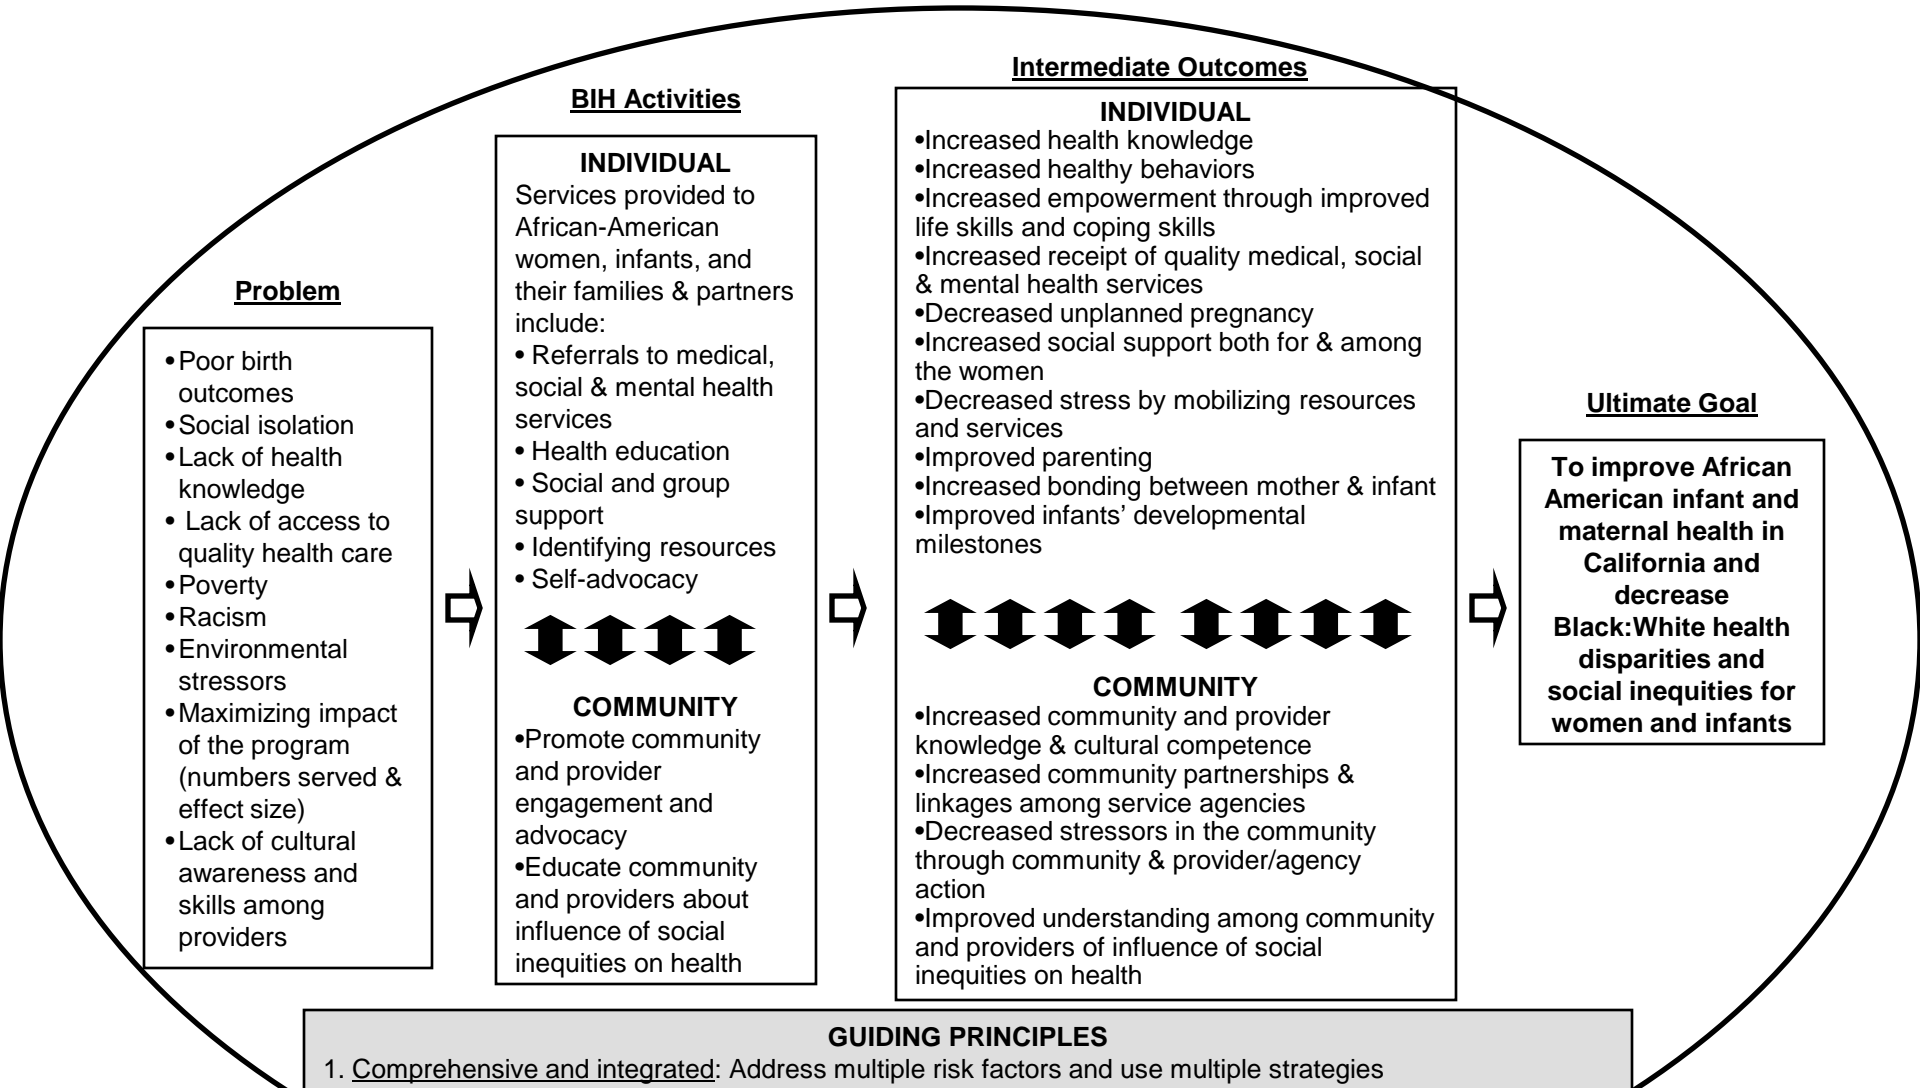 Problem
•Poor birth
outcomes
•Social isolation
•Lack of health
knowledge
• Lack of access to
quality health care
•Poverty
•Racism
•Environmental
stressors
•Maximizing impact
of the program
(numbers served &
effect size)
•Lack of cultural
awareness and
skills among
providers
BIH Activities
INDIVIDUAL
Services provided to
African-American
women, infants, and
their families & partners
include:
• Referrals to medical,
social & mental health
services
• Health education
• Social and group
support
• Identifying resources
• Self-advocacy
COMMUNITY
•Promote community
and provider
engagement and
advocacy
•Educate community
and providers about
influence of social
inequities on health
Intermediate Outcomes
INDIVIDUAL
•Increased health knowledge
•Increased healthy behaviors
•Increased empowerment through improved
life skills and coping skills
•Increased receipt of quality medical, social
& mental health services
•Decreased unplanned pregnancy
•Increased social support both for & among
the women
•Decreased stress by mobilizing resources
and services
•Improved parenting
•Increased bonding between mother & infant
•Improved infants’ developmental
milestones
COMMUNITY
•Increased community and provider
knowledge & cultural competence
•Increased community partnerships &
linkages among service agencies
•Decreased stressors in the community
through community & provider/agency
action
•Improved understanding among community
and providers of influence of social
inequities on health
Ultimate Goal
To improve African
American infant and
maternal health in
California and
decrease
Black:White health
disparities and
social inequities for
women and infants
GUIDING PRINCIPLES
1. Comprehensive and integrated: Address multiple risk factors and use multiple strategies